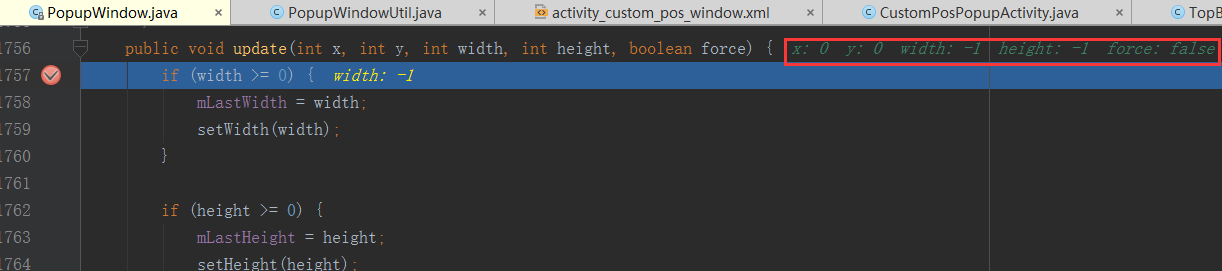 PopupWindow.java × PopupWindowUtil.java × activity_custom_pos_window.xml × CustomPosPopupActivity.java × TopB
1756 public void update(int x, int y, int width, int height, boolean force) { x: 0 y: 0 width: -1 height: -1 force: false
1757 if (width >= 0) { width: -1
1758 mLastWidth = width;
1759 setWidth(width);
1760 }
1761
1762 if (height >= 0) {
1763 mLastHeight = height;
1764 setHeight(height);